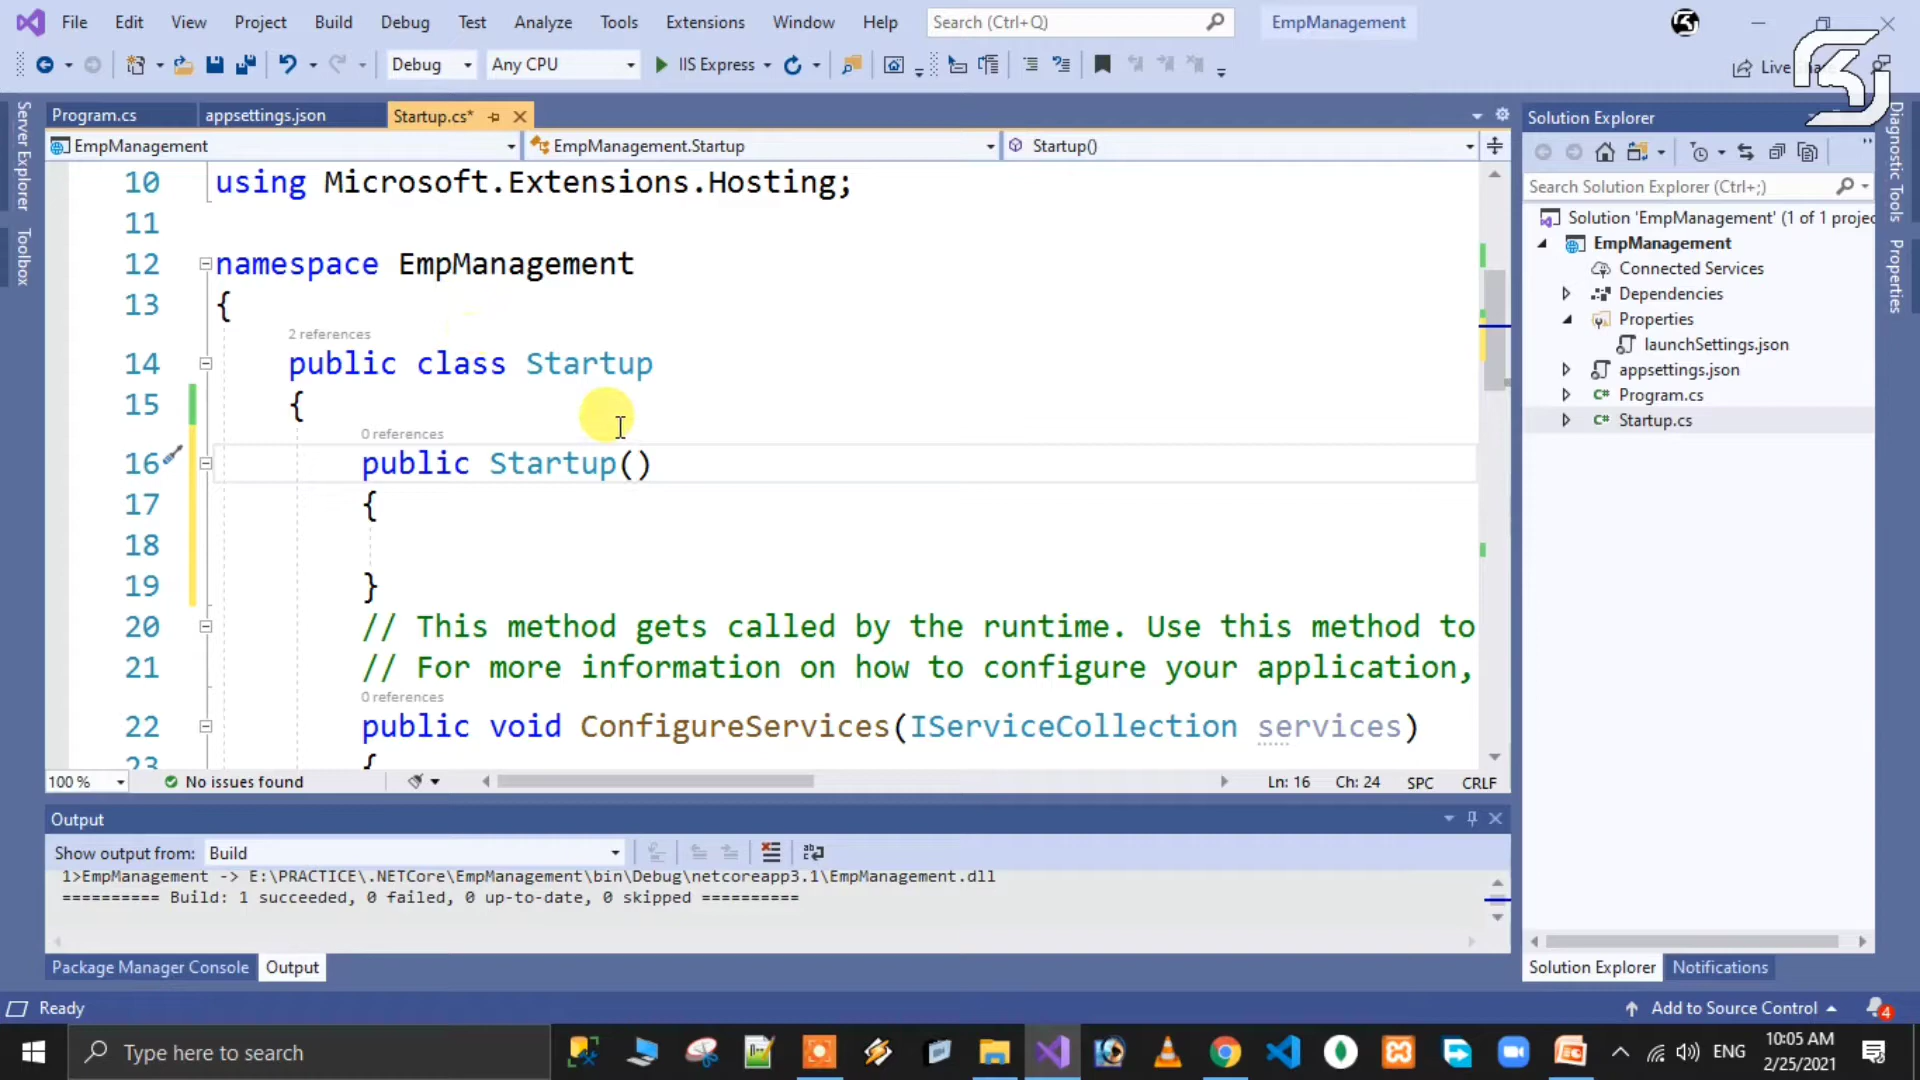 File Edit View Project Build Debug Test Analyze Tools Extensions Window Help Search (Ctrl+Q) EmpManagement
Debug Any CPU IIS Express Live
Program.cs appsettings.json Startup.cs*
EmpManagement EmpManagement.Startup Startup()
Server Explorer
Toolbox
10 using Microsoft.Extensions.Hosting;
11
12 namespace EmpManagement
13 {
2 references
14 public class Startup
15 {
0 references
16 public Startup()
17 {
18
19 }
20 // This method gets called by the runtime. Use this method to
21 // For more information on how to configure your application,
0 references
22 public void ConfigureServices(IServiceCollection services)
23 {
100 % No issues found Ln: 16 Ch: 24 SPC CRLF
Output
Show output from: Build
1>EmpManagement -> E:\PRACTICE\.NETCore\EmpManagement\bin\Debug\netcoreapp3.1\EmpManagement.dll
========== Build: 1 succeeded, 0 failed, 0 up-to-date, 0 skipped ==========
Package Manager Console Output
Solution Explorer
Search Solution Explorer (Ctrl+;)
Solution 'EmpManagement' (1 of 1 projec
EmpManagement
Connected Services
Dependencies
Properties
launchSettings.json
appsettings.json
C# Program.cs
C# Startup.cs
Solution Explorer Notifications
Diagnostic Tools
Properties
Ready Add to Source Control 4
Type here to search ENG 10:05 AM
2/25/2021